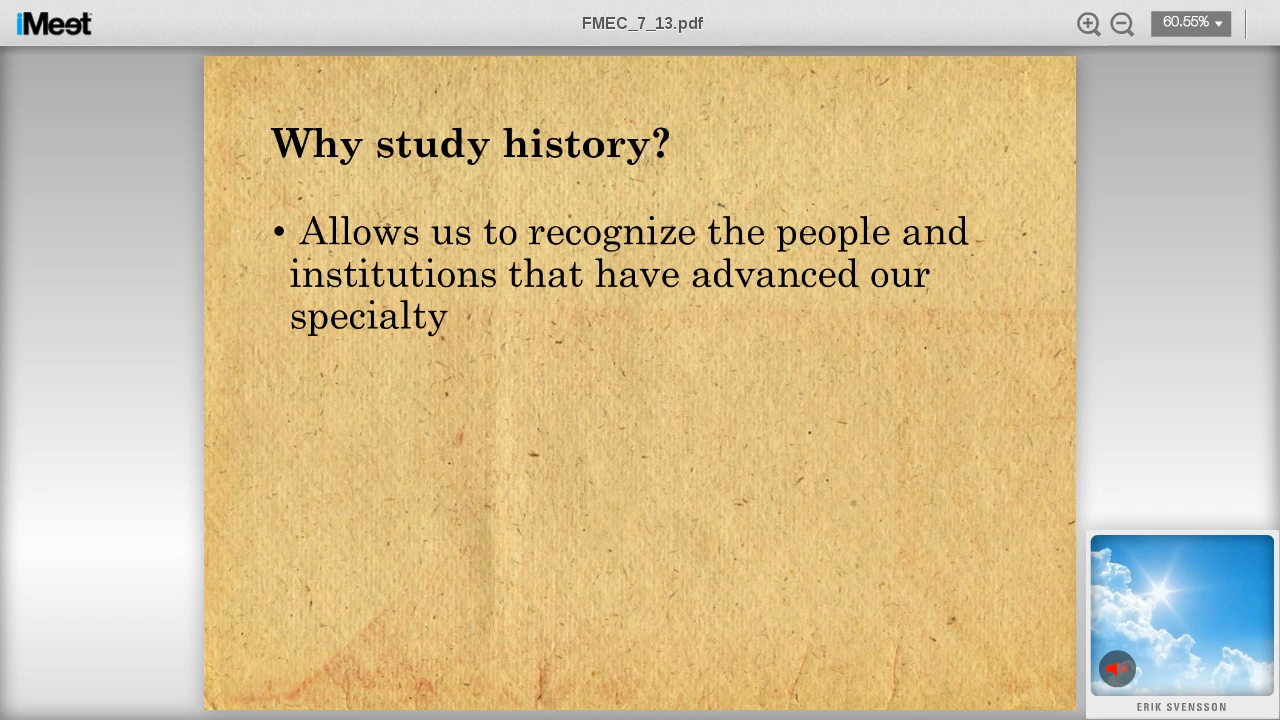 iMeet
FMEC_7_13.pdf
60.55%
Why study history?
• Allows us to recognize the people and
institutions that have advanced our
specialty
ERIK SVENSSON